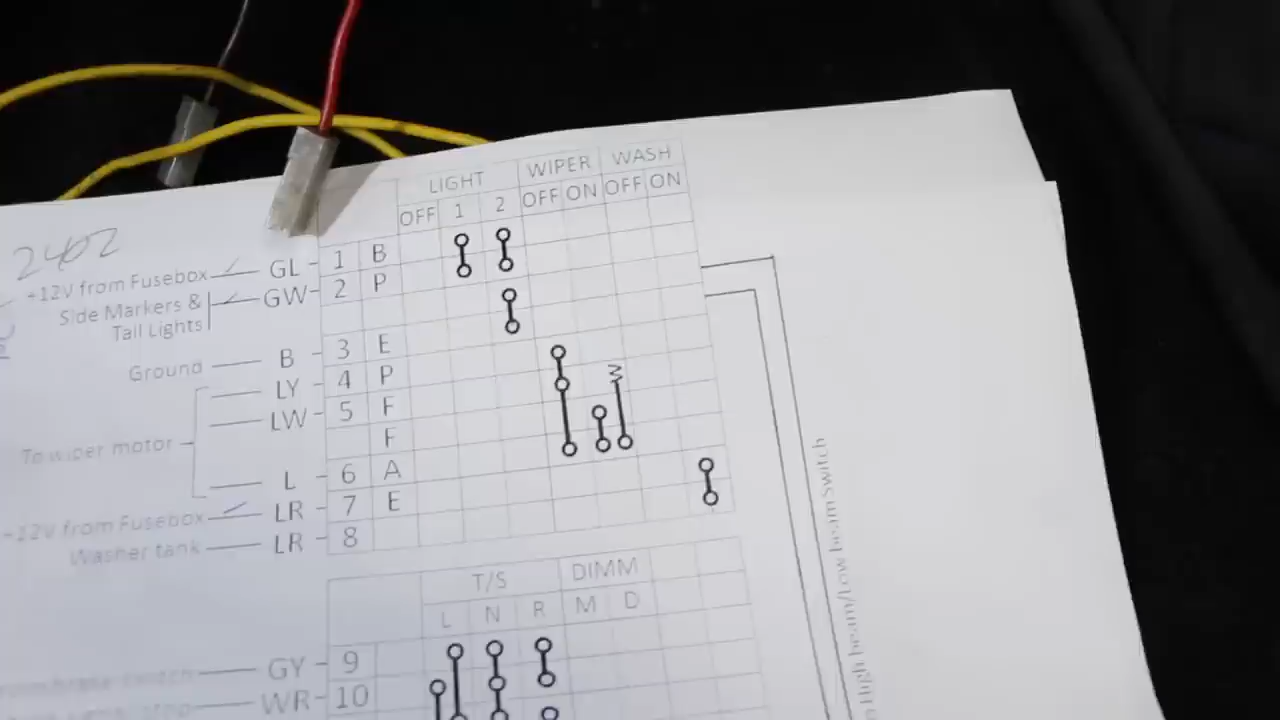 2402
LIGHT WIPER WASH
OFF 1 2 OFF ON OFF ON
+12V from Fusebox GL 1 B
Side Markers & GW 2 P
Tail Lights
Ground B 3 E
LY 4 P
LW 5 F
To wiper motor F
L 6 A
+12V from Fusebox LR 7 E
Washer tank LR 8
T/S DIMM
L N R M D
GY 9
WR 10
High beam/Low beam Switch